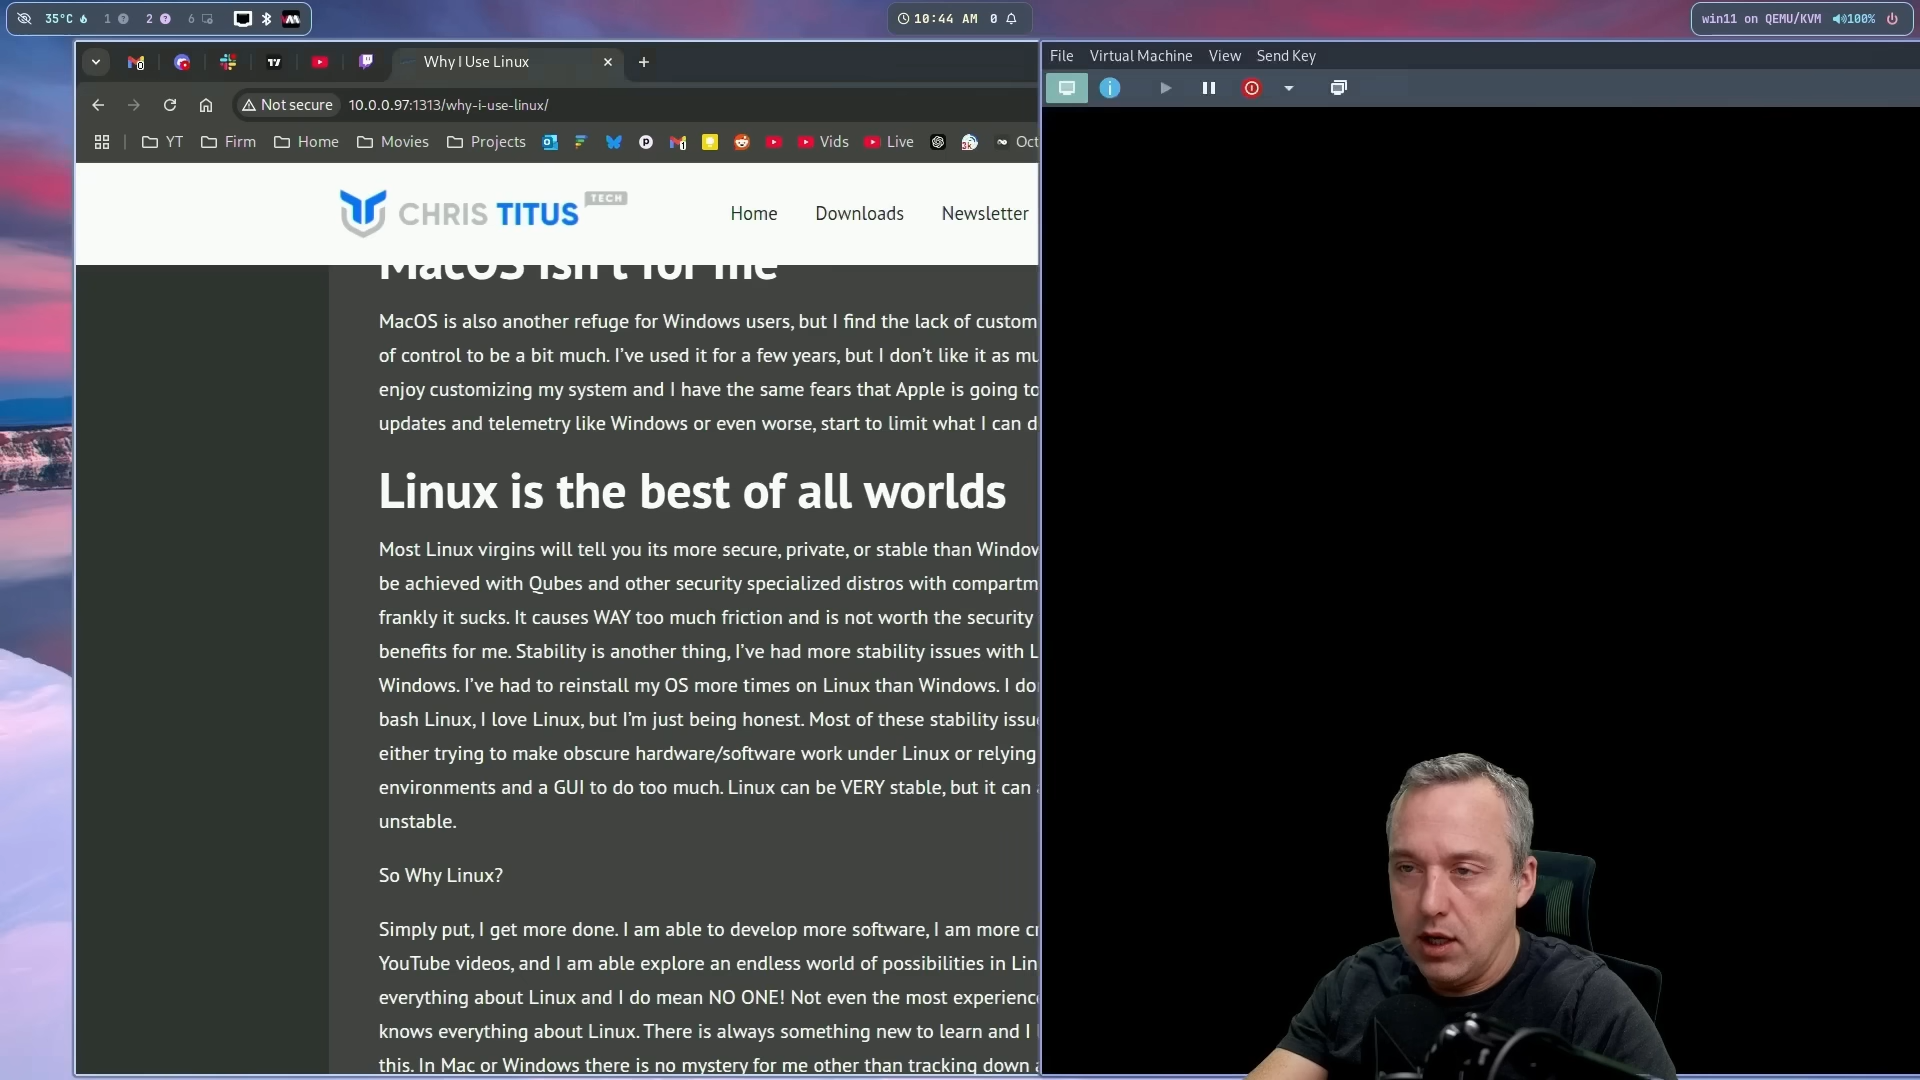 35°C
1
2
6
10:44 AM 0
win11 on QEMU/KVM
100%
Why I Use Linux
Not secure
10.0.0.97:1313/why-i-use-linux/
YT
Firm
Home
Movies
Projects
Vids
Live
Oct
CHRIS TITUS TECH
Home
Downloads
Newsletter
MacOS isn't for me
MacOS is also another refuge for Windows users, but I find the lack of custom
of control to be a bit much. I've used it for a few years, but I don't like it as mu
enjoy customizing my system and I have the same fears that Apple is going to
updates and telemetry like Windows or even worse, start to limit what I can d
Linux is the best of all worlds
Most Linux virgins will tell you its more secure, private, or stable than Window
be achieved with Qubes and other security specialized distros with compartm
frankly it sucks. It causes WAY too much friction and is not worth the security
benefits for me. Stability is another thing, I've had more stability issues with L
Windows. I've had to reinstall my OS more times on Linux than Windows. I do
bash Linux, I love Linux, but I'm just being honest. Most of these stability issu
either trying to make obscure hardware/software work under Linux or relying
environments and a GUI to do too much. Linux can be VERY stable, but it can
unstable.
So Why Linux?
Simply put, I get more done. I am able to develop more software, I am more cr
YouTube videos, and I am able explore an endless world of possibilities in Lin
everything about Linux and I do mean NO ONE! Not even the most experienc
knows everything about Linux. There is always something new to learn and I
this. In Mac or Windows there is no mystery for me other than tracking down
File
Virtual Machine
View
Send Key